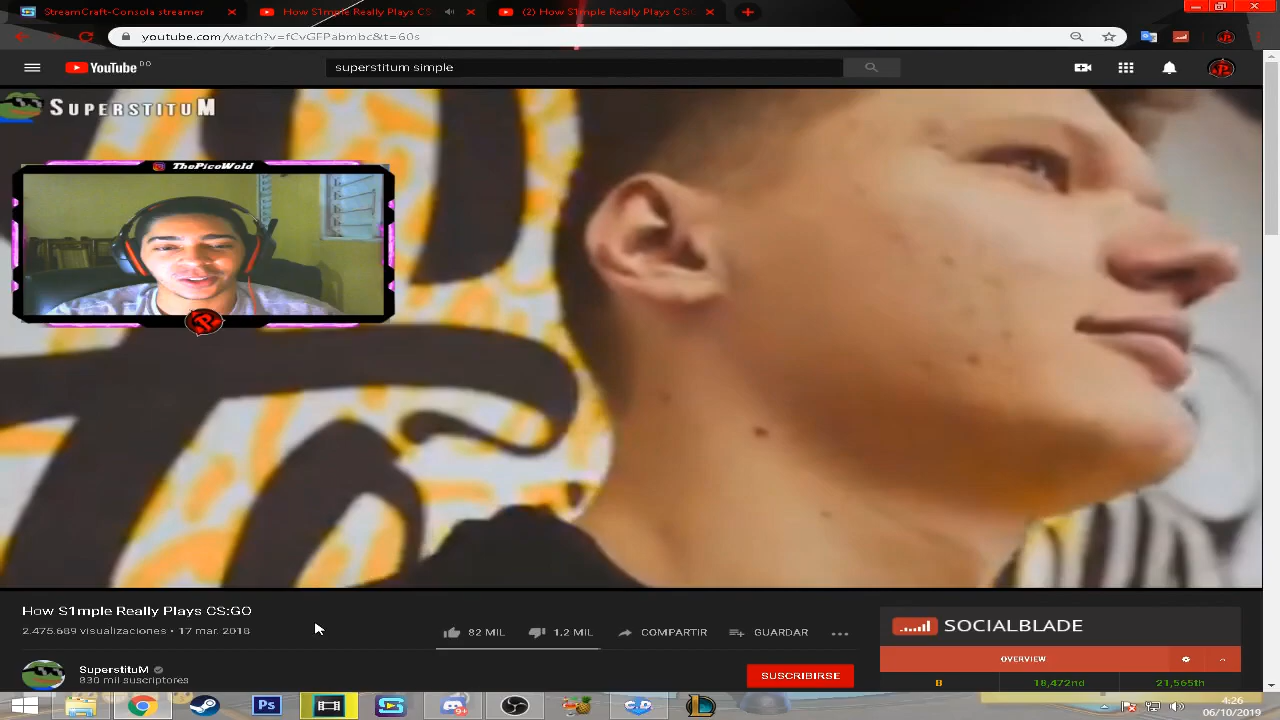 StreamCraft-Consola streamer
How S1mple Really Plays CS:
(2) How S1mple Really Plays CS:
youtube.com/watch?v=fCvGFPabmbc&t=60s
YouTube DO
superstitum simple
SUPERSTITUM
ThePicoWold
How S1mple Really Plays CS:GO
2.475.689 visualizaciones • 17 mar. 2018
82 MIL
1,2 MIL
COMPARTIR
GUARDAR
SOCIALBLADE
OVERVIEW
SuperstituM
830 mil suscriptores
SUSCRIBIRSE
B
18,472nd
21,565th
Ps
4:26
06/10/2019